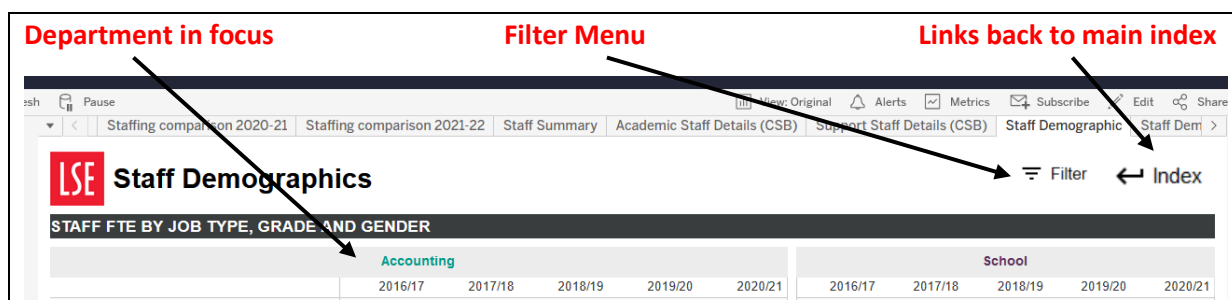 Department in focus Filter Menu Links back to main index
esh Pause View: Original Alerts Metrics Subscribe Edit Share
Staffing comparison 2020-21 Staffing comparison 2021-22 Staff Summary Academic Staff Details (CSB) Support Staff Details (CSB) Staff Demographic Staff Dem
LSE Staff Demographics Filter Index
STAFF FTE BY JOB TYPE, GRADE AND GENDER
Accounting School
2016/17 2017/18 2018/19 2019/20 2020/21 2016/17 2017/18 2018/19 2019/20 2020/21